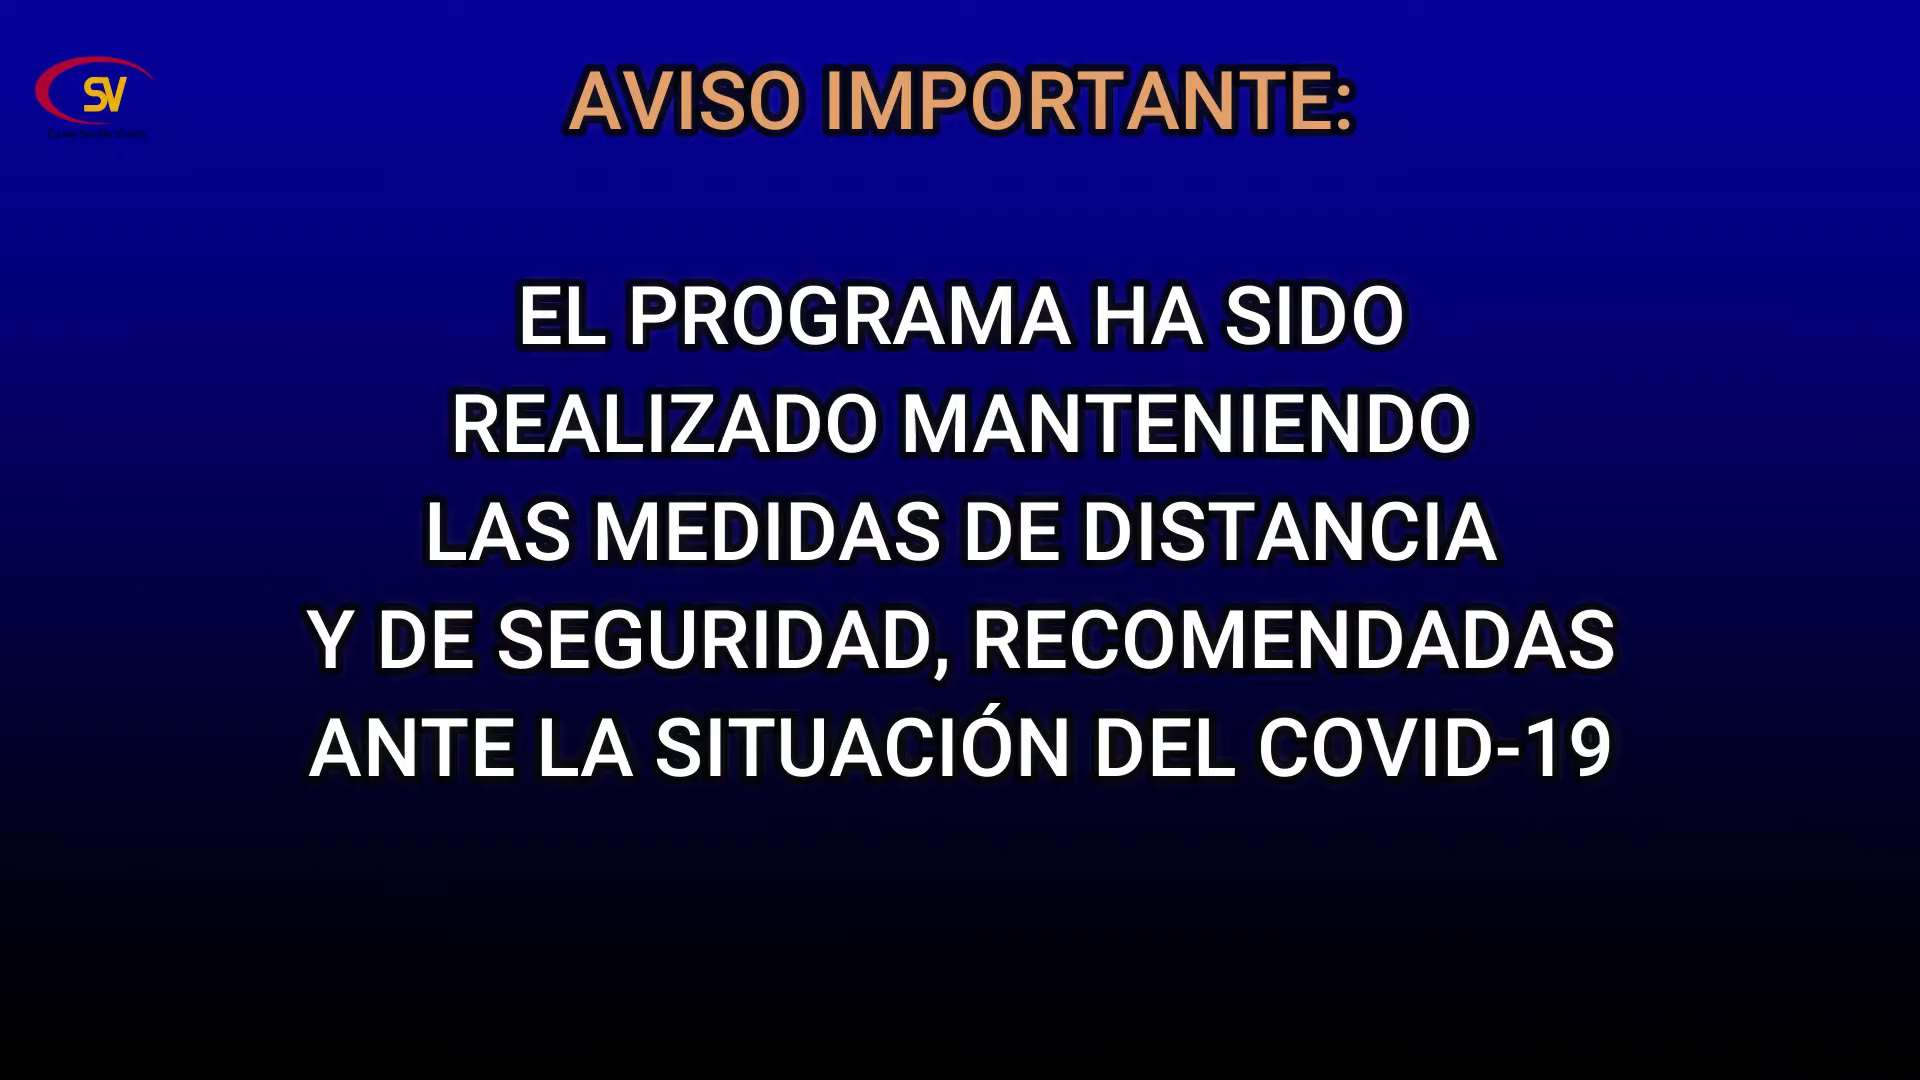 SV
AVISO IMPORTANTE:
EL PROGRAMA HA SIDO
REALIZADO MANTENIENDO
LAS MEDIDAS DE DISTANCIA
Y DE SEGURIDAD, RECOMENDADAS
ANTE LA SITUACIÓN DEL COVID-19